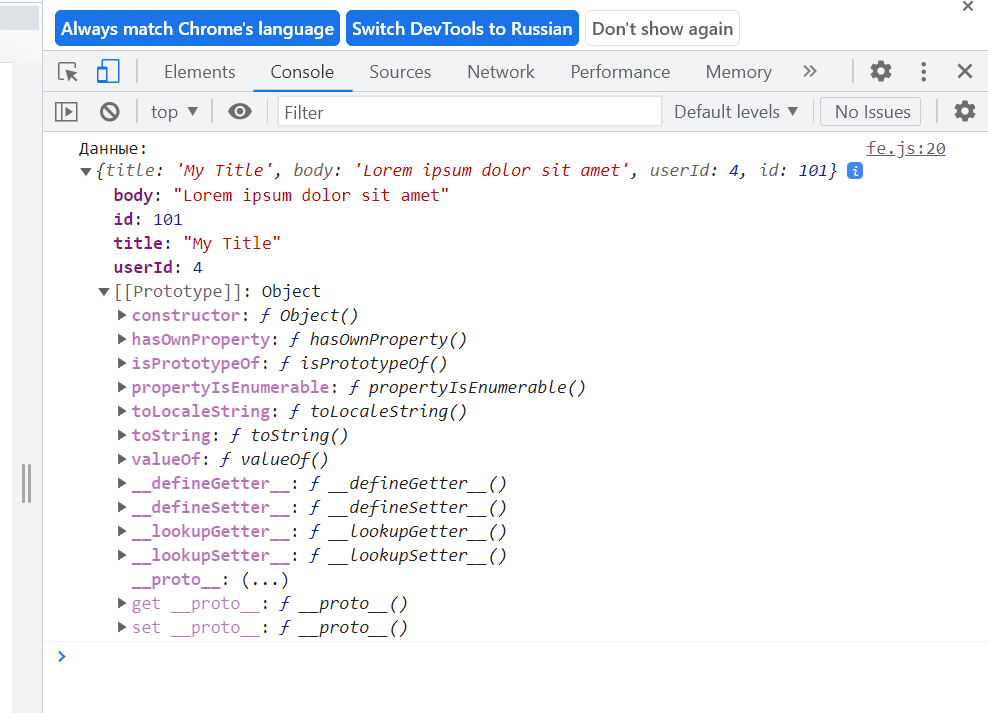 Always match Chrome's language Switch DevTools to Russian Don't show again
Elements Console Sources Network Performance Memory
top Filter Default levels No Issues
Данные: fe.js:20
{title: 'My Title', body: 'Lorem ipsum dolor sit amet', userId: 4, id: 101} i
body: "Lorem ipsum dolor sit amet"
id: 101
title: "My Title"
userId: 4
[[Prototype]]: Object
constructor: ƒ Object()
hasOwnProperty: ƒ hasOwnProperty()
isPrototypeOf: ƒ isPrototypeOf()
propertyIsEnumerable: ƒ propertyIsEnumerable()
toLocaleString: ƒ toLocaleString()
toString: ƒ toString()
valueOf: ƒ valueOf()
__defineGetter__: ƒ __defineGetter__()
__defineSetter__: ƒ __defineSetter__()
__lookupGetter__: ƒ __lookupGetter__()
__lookupSetter__: ƒ __lookupSetter__()
__proto__: (...)
get __proto__: ƒ __proto__()
set __proto__: ƒ __proto__()